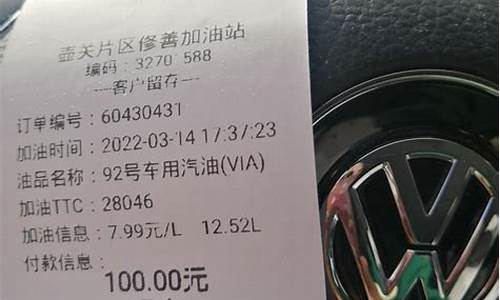 壶关片区修善加油站
编码：3270 588
---客户留存---
订单编号：60430431
加油时间：2022-03-14 17:37:23
油品名称：92号车用汽油(VIA)
加油TTC：28046
加油信息：7.99元/L 12.52L
付款信息：
100.00元